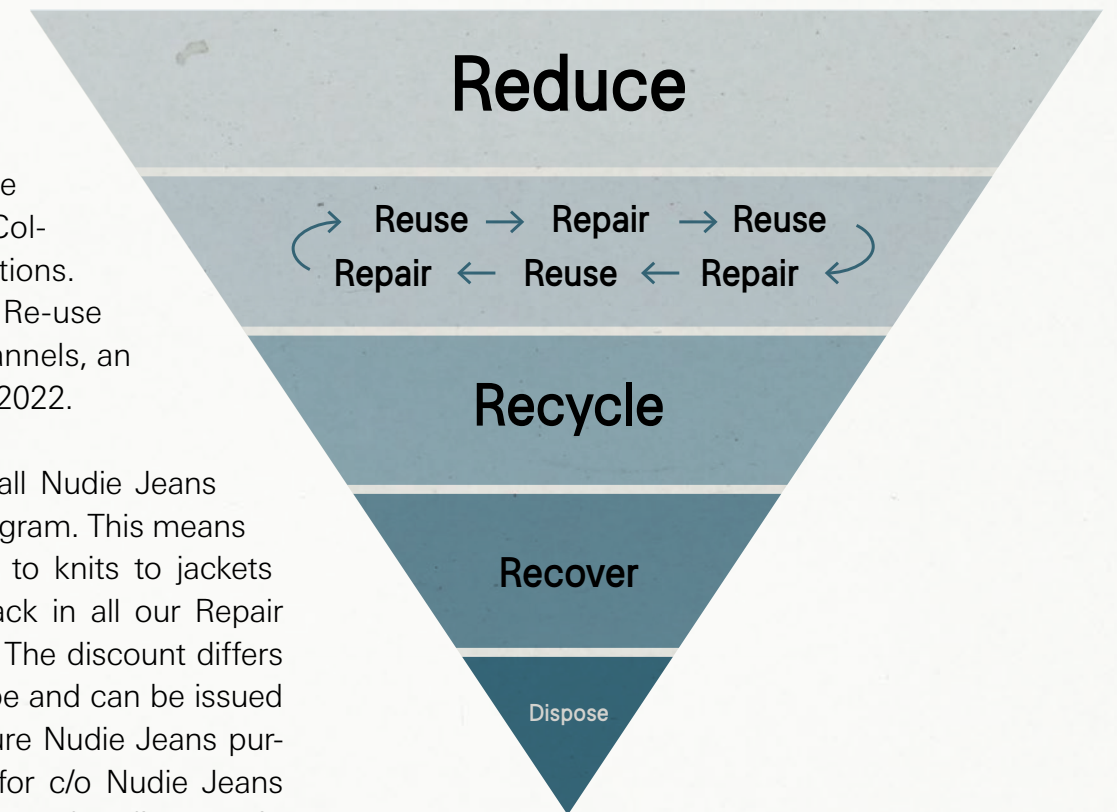 Reduce
Reuse → Repair → Reuse
Repair ← Reuse ← Repair
Recycle
Recover
Dispose
e
Col-
tions.
Re-use
annels, an
2022.
all Nudie Jeans
gram. This means
to knits to jackets
ack in all our Repair
The discount differs
pe and can be issued
ure Nudie Jeans pur-
for c/o Nudie Jeans